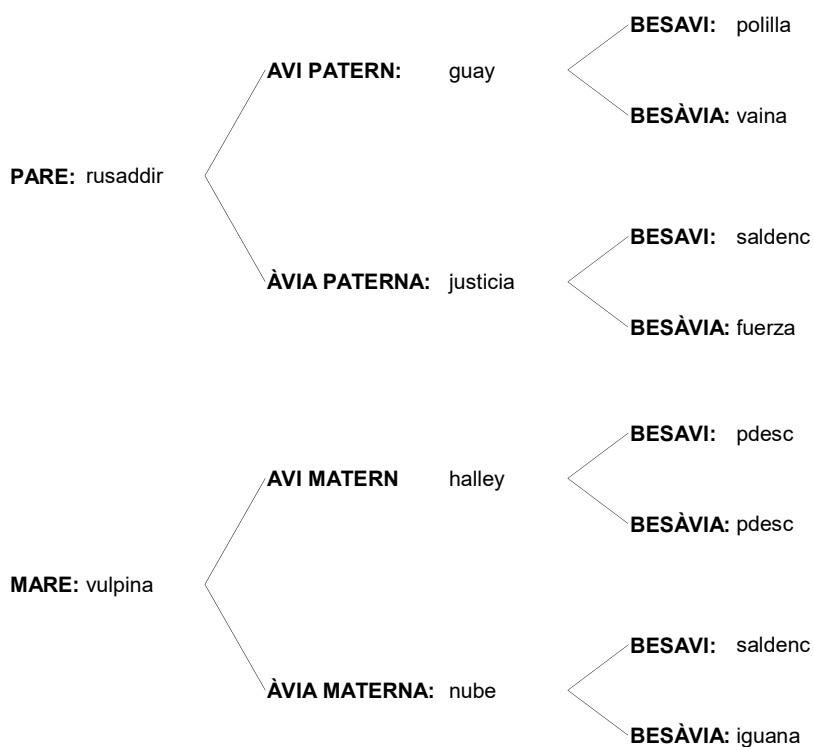 BESAVI: polilla
AVI PATERN: guay
BESÀVIA: vaina
PARE: rusaddir
BESAVI: saldenc
ÀVIA PATERNA: justicia
BESÀVIA: fuerza
BESAVI: pdesc
AVI MATERN halley
BESÀVIA: pdesc
MARE: vulpina
BESAVI: saldenc
ÀVIA MATERNA: nube
BESÀVIA: iguana